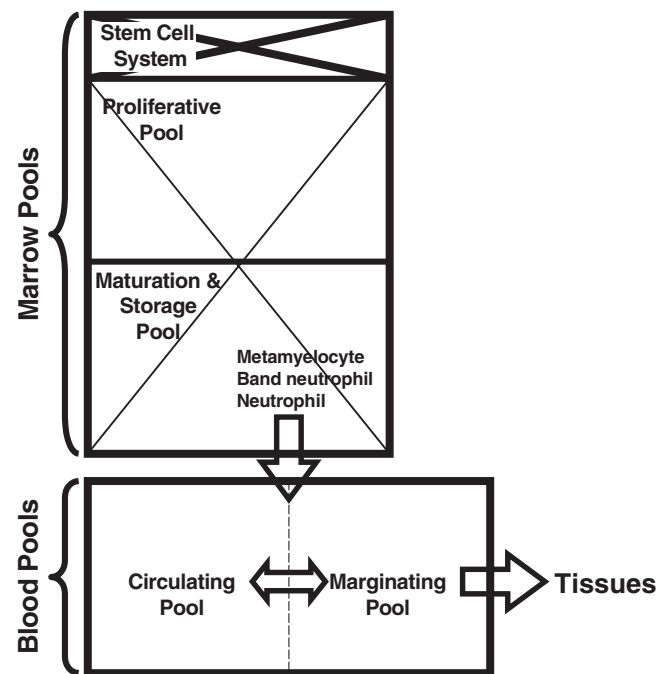 Stem Cell
System
Proliferative
Pool
Maturation &
Storage
Pool
Metamyelocyte
Band neutrophil
Neutrophil
Marrow Pools
Circulating
Pool
Marginating
Pool
Tissues
Blood Pools